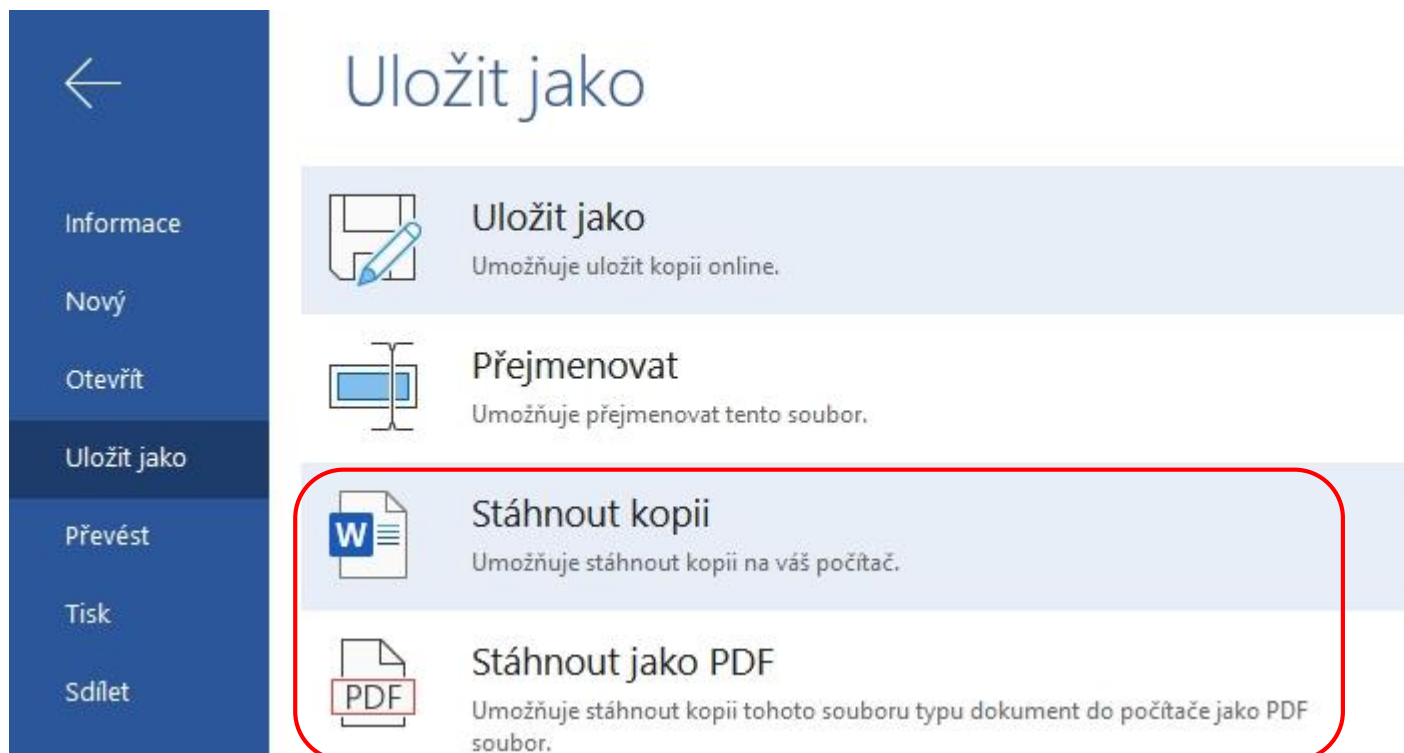 Uložit jako
Informace
Nový
Otevřít
Uložit jako
Převést
Tisk
Sdílet
Uložit jako
Umožňuje uložit kopii online.
Přejmenovat
Umožňuje přejmenovat tento soubor.
W
Stáhnout kopii
Umožňuje stáhnout kopii na váš počítač.
PDF
Stáhnout jako PDF
Umožňuje stáhnout kopii tohoto souboru typu dokument do počítače jako PDF
soubor.